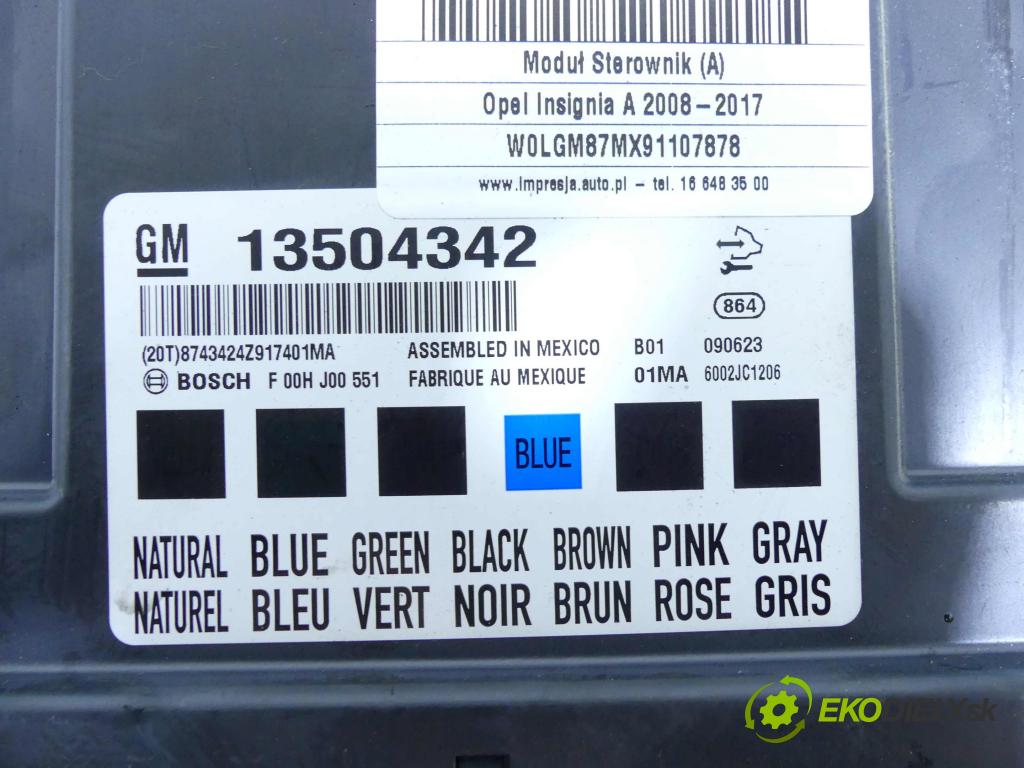 Moduł Sterownik (A)
Opel Insignia A 2008-2017
W0LGM87MX91107878
www.impresja.auto.pl - tel. 16 648 35 00
GM 13504342
864
(20T)8743424Z917401MA ASSEMBLED IN MEXICO B01 090623
BOSCH F 00H J00 551 FABRIQUE AU MEXIQUE 01MA 6002JC1206
BLUE
NATURAL BLUE GREEN BLACK BROWN PINK GRAY
NATUREL BLEU VERT NOIR BRUN ROSE GRIS
EKODIELY.sk